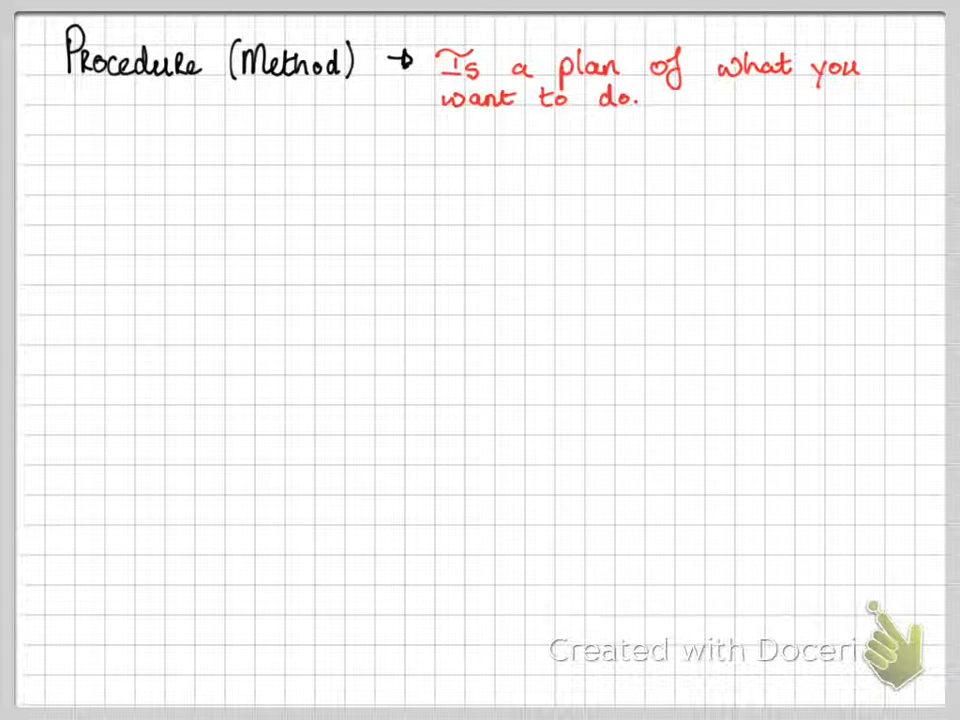 Procedure (Method) → Is a plan of what you
want to do.
Created with Doceri